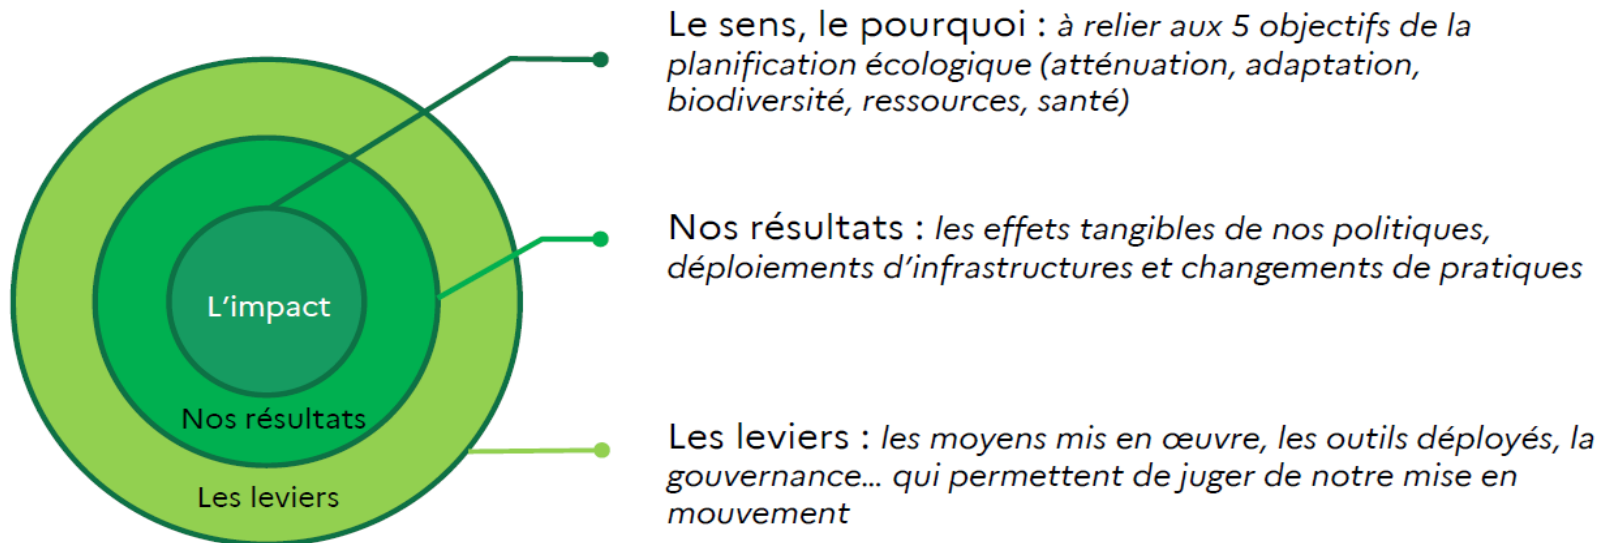 Le sens, le pourquoi : à relier aux 5 objectifs de la
planification écologique (atténuation, adaptation,
biodiversité, ressources, santé)
Nos résultats : les effets tangibles de nos politiques,
déploiements d’infrastructures et changements de pratiques
L’impact
Nos résultats
Les leviers : les moyens mis en œuvre, les outils déployés, la
gouvernance... qui permettent de juger de notre mise en
mouvement
Les leviers